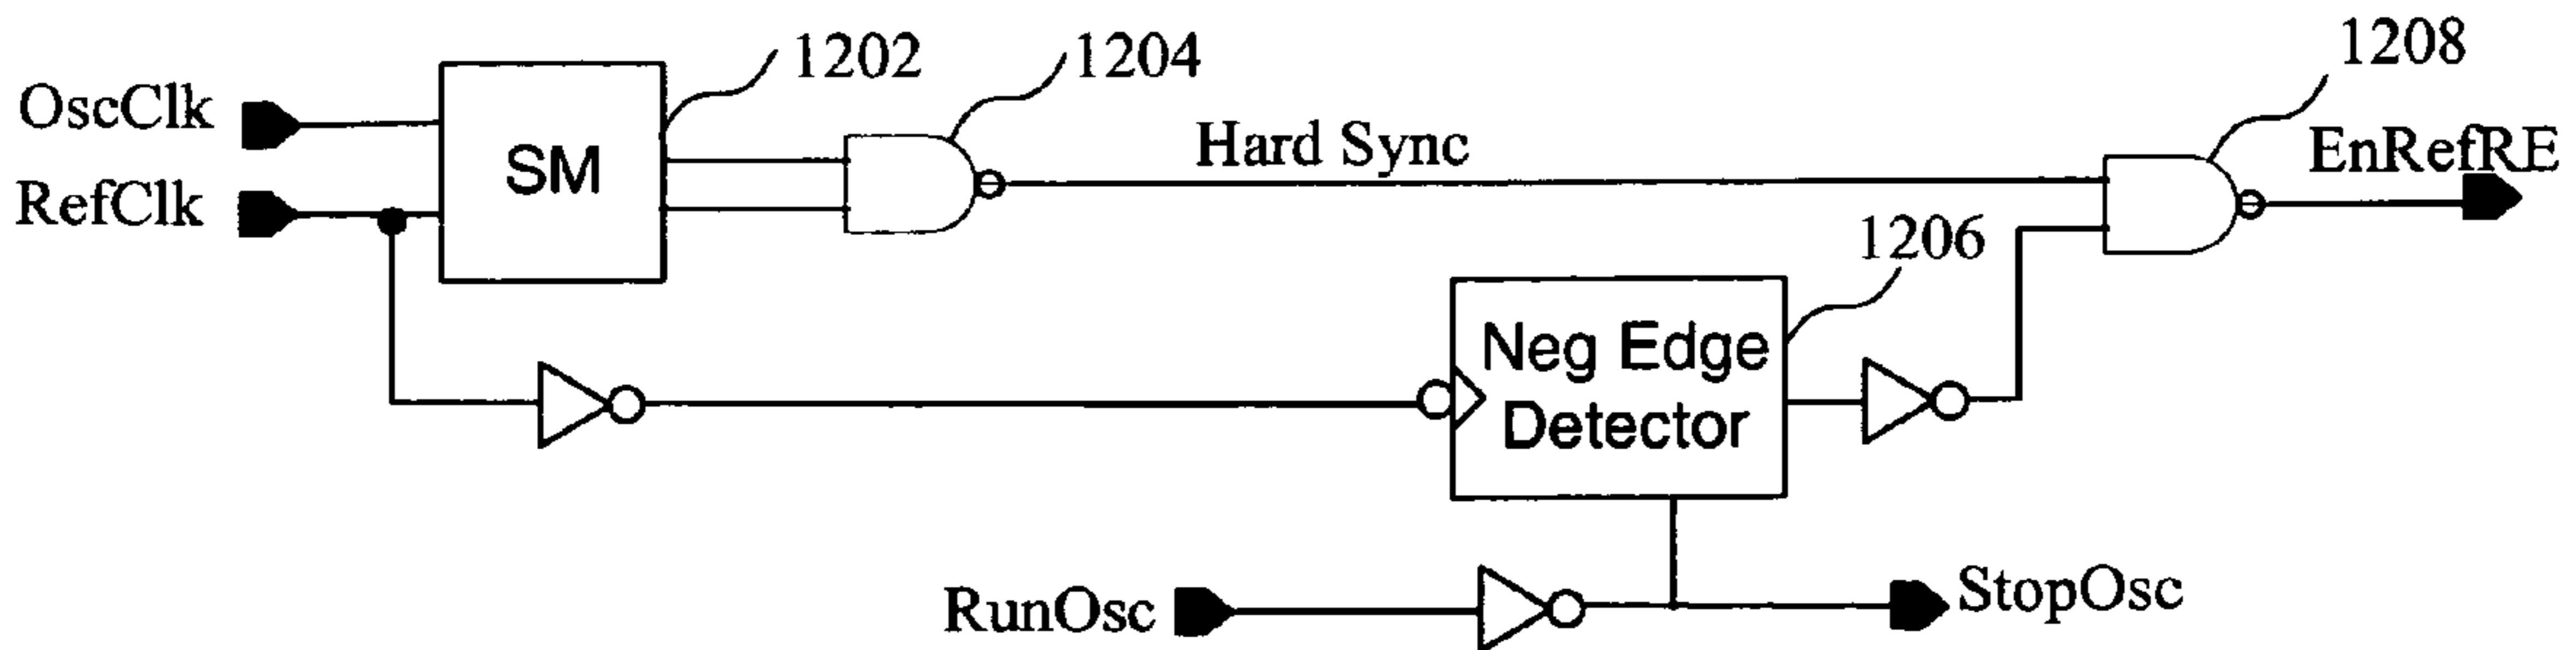 1202
1204
1208
OscClk
SM
Hard Sync
EnRefRE
RefClk
1206
Neg Edge
Detector
RunOsc
StopOsc